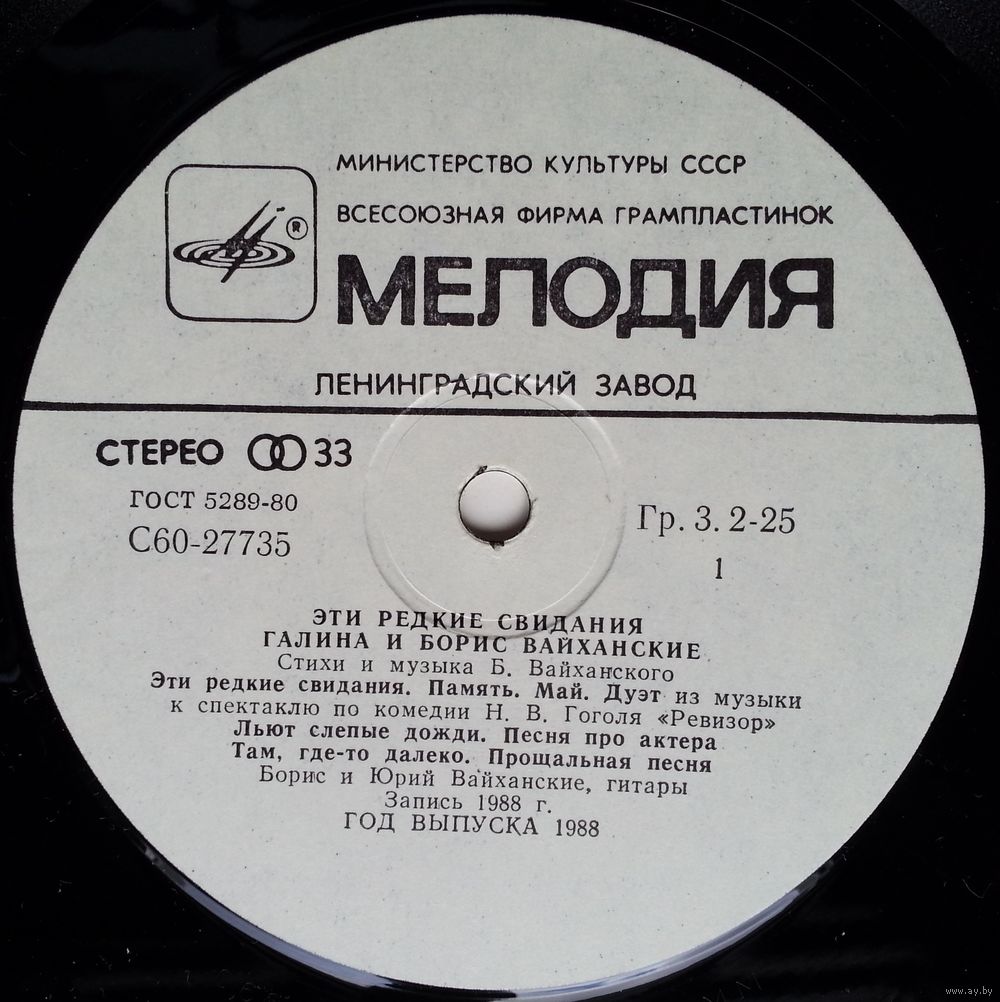 МИНИСТЕРСТВО КУЛЬТУРЫ СССР
ВСЕСОЮЗНАЯ ФИРМА ГРАМПЛАСТИНОК
®
МЕЛОДИЯ
ЛЕНИНГРАДСКИЙ ЗАВОД
СТЕРЕО 33
ГОСТ 5289-80
С60-27735
Гр. 3. 2-25
1
ЭТИ РЕДКИЕ СВИДАНИЯ
ГАЛИНА И БОРИС ВАЙХАНСКИЕ
Стихи и музыка Б. Вайханского
Эти редкие свидания. Память. Май. Дуэт из музыки
к спектаклю по комедии Н. В. Гоголя «Ревизор»
Льют слепые дожди. Песня про актера
Там, где-то далеко. Прощальная песня
Борис и Юрий Вайханские, гитары
Запись 1988 г.
ГОД ВЫПУСКА 1988
www.ay.by